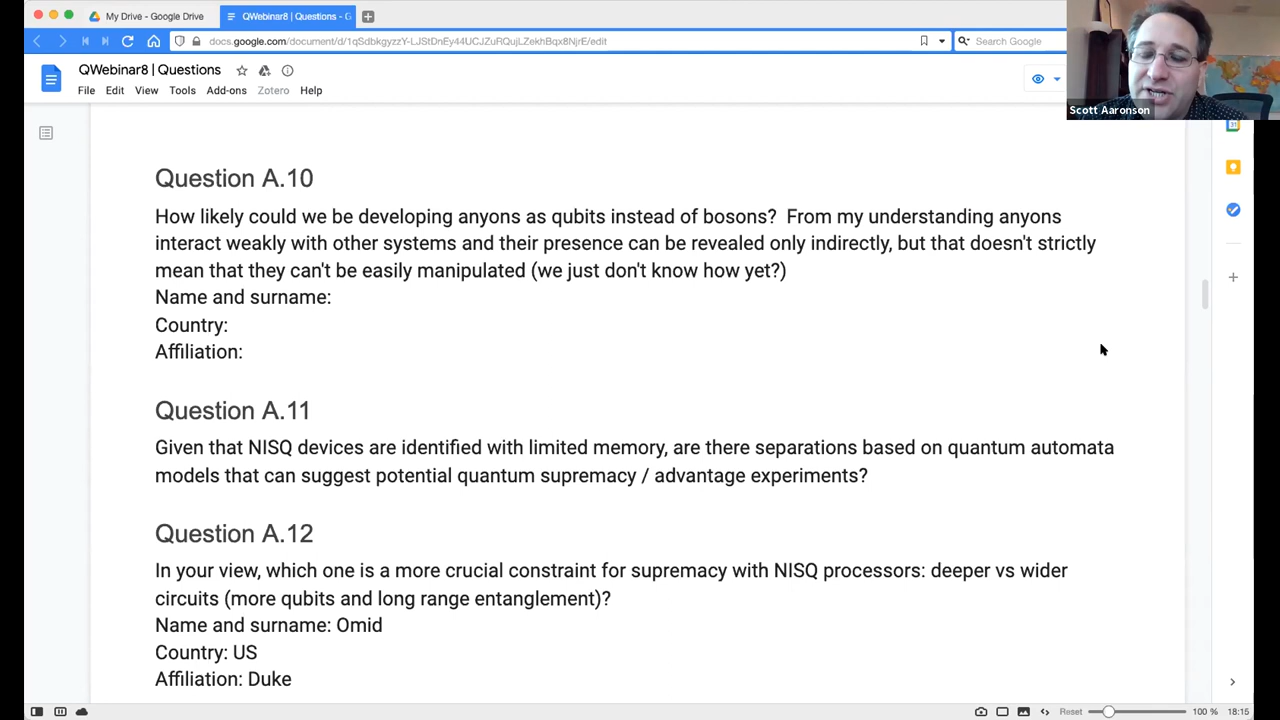 My Drive - Google Drive
QWebinar8 | Questions - G
docs.google.com/document/d/1qSdbkgyzzY-LJStDnEy44UCJZuRQujLZekhBqx8NjrE/edit
Search Google
QWebinar8 | Questions
File Edit View Tools Add-ons Zotero Help
Scott Aaronson
Question A.10
How likely could we be developing anyons as qubits instead of bosons? From my understanding anyons
interact weakly with other systems and their presence can be revealed only indirectly, but that doesn't strictly
mean that they can't be easily manipulated (we just don't know how yet?)
Name and surname:
Country:
Affiliation:
Question A.11
Given that NISQ devices are identified with limited memory, are there separations based on quantum automata
models that can suggest potential quantum supremacy / advantage experiments?
Question A.12
In your view, which one is a more crucial constraint for supremacy with NISQ processors: deeper vs wider
circuits (more qubits and long range entanglement)?
Name and surname: Omid
Country: US
Affiliation: Duke
Reset 100 % 18:15